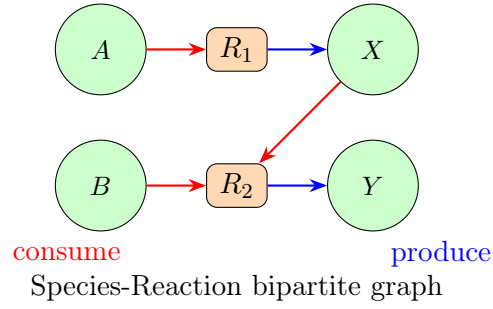 A R₁ X
B R₂ Y
consume produce
Species-Reaction bipartite graph